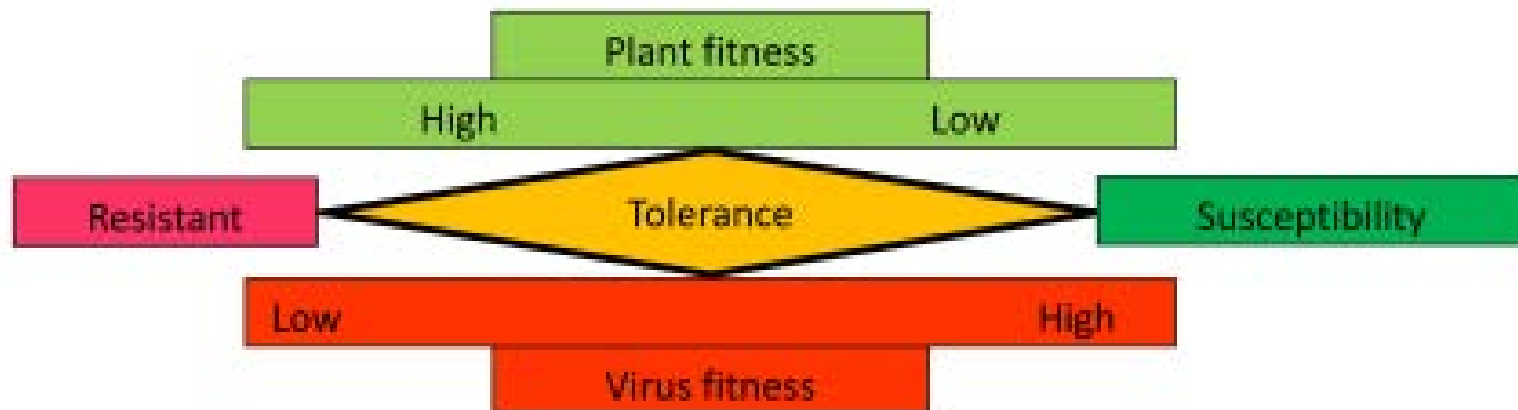 Plant fitness
High Low
Resistant Tolerance Susceptibility
Low High
Virus fitness